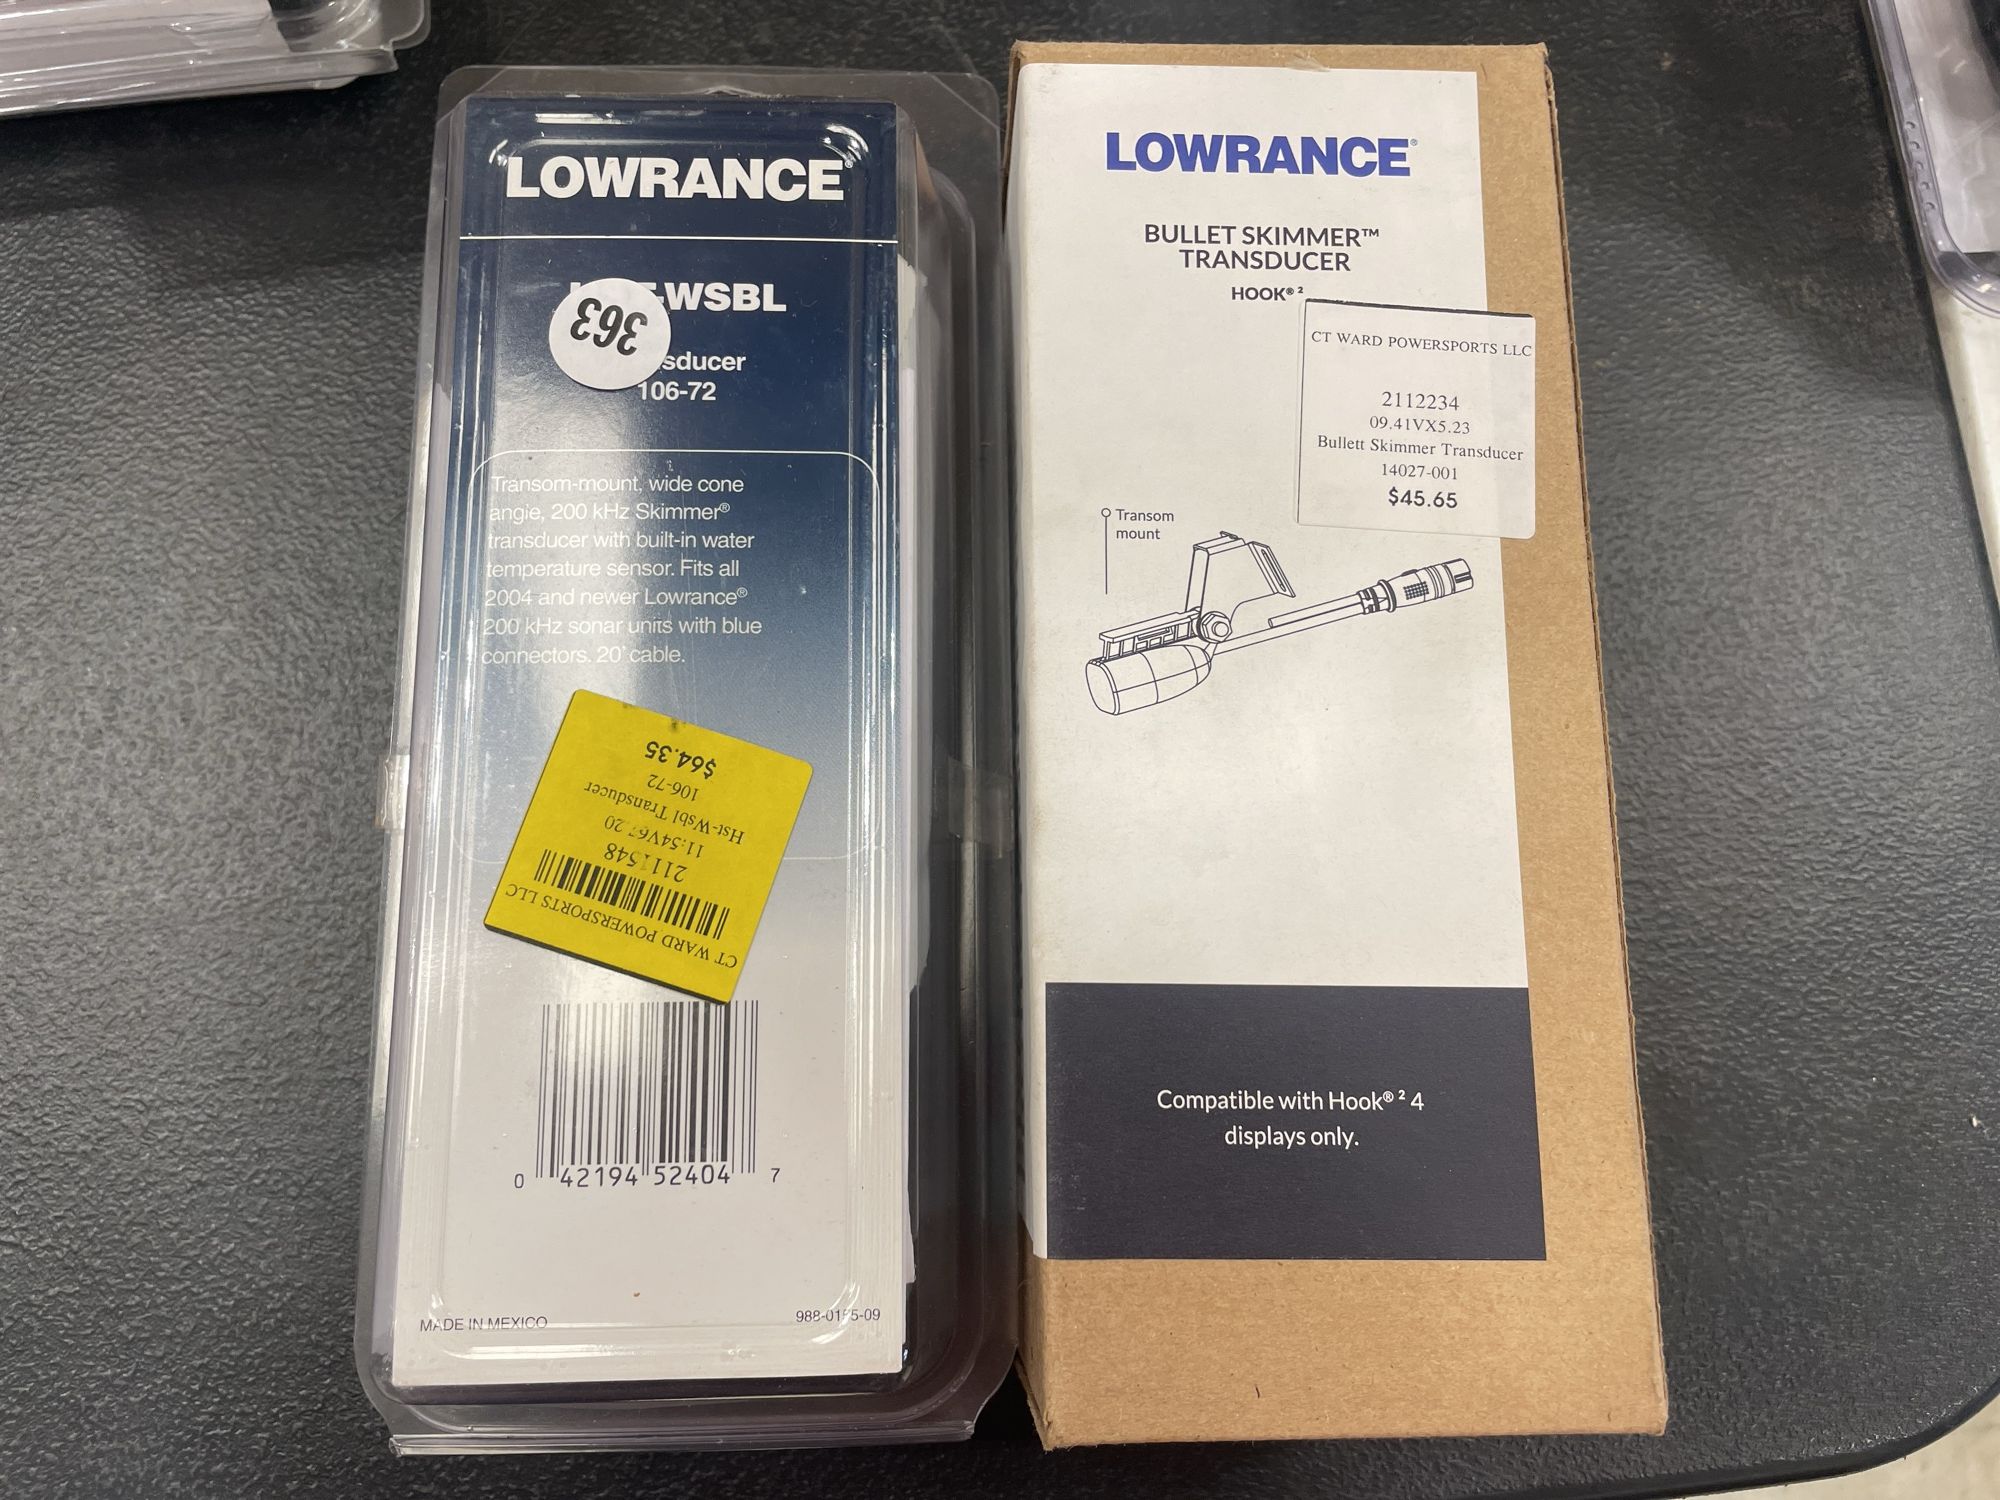 LOWRANCE®
WSBL
363
sducer
106-72
Transom-mount, wide cone
angle, 200 kHz Skimmer®
transducer with built-in water
temperature sensor. Fits all
2004 and newer Lowrance®
200 kHz sonar units with blue
connectors. 20' cable.
CT WARD POWERSPORTS LLC
2111548
Hst-Wsbl Transducer
106-72
$64.35
0 42194 52404 7
MADE IN MEXICO
LOWRANCE®
BULLET SKIMMER™
TRANSDUCER
HOOK® ²
CT WARD POWERSPORTS LLC
2112234
09.41VX5.23
Bullett Skimmer Transducer
14027-001
$45.65
Transom
mount
Compatible with Hook® ² 4
displays only.